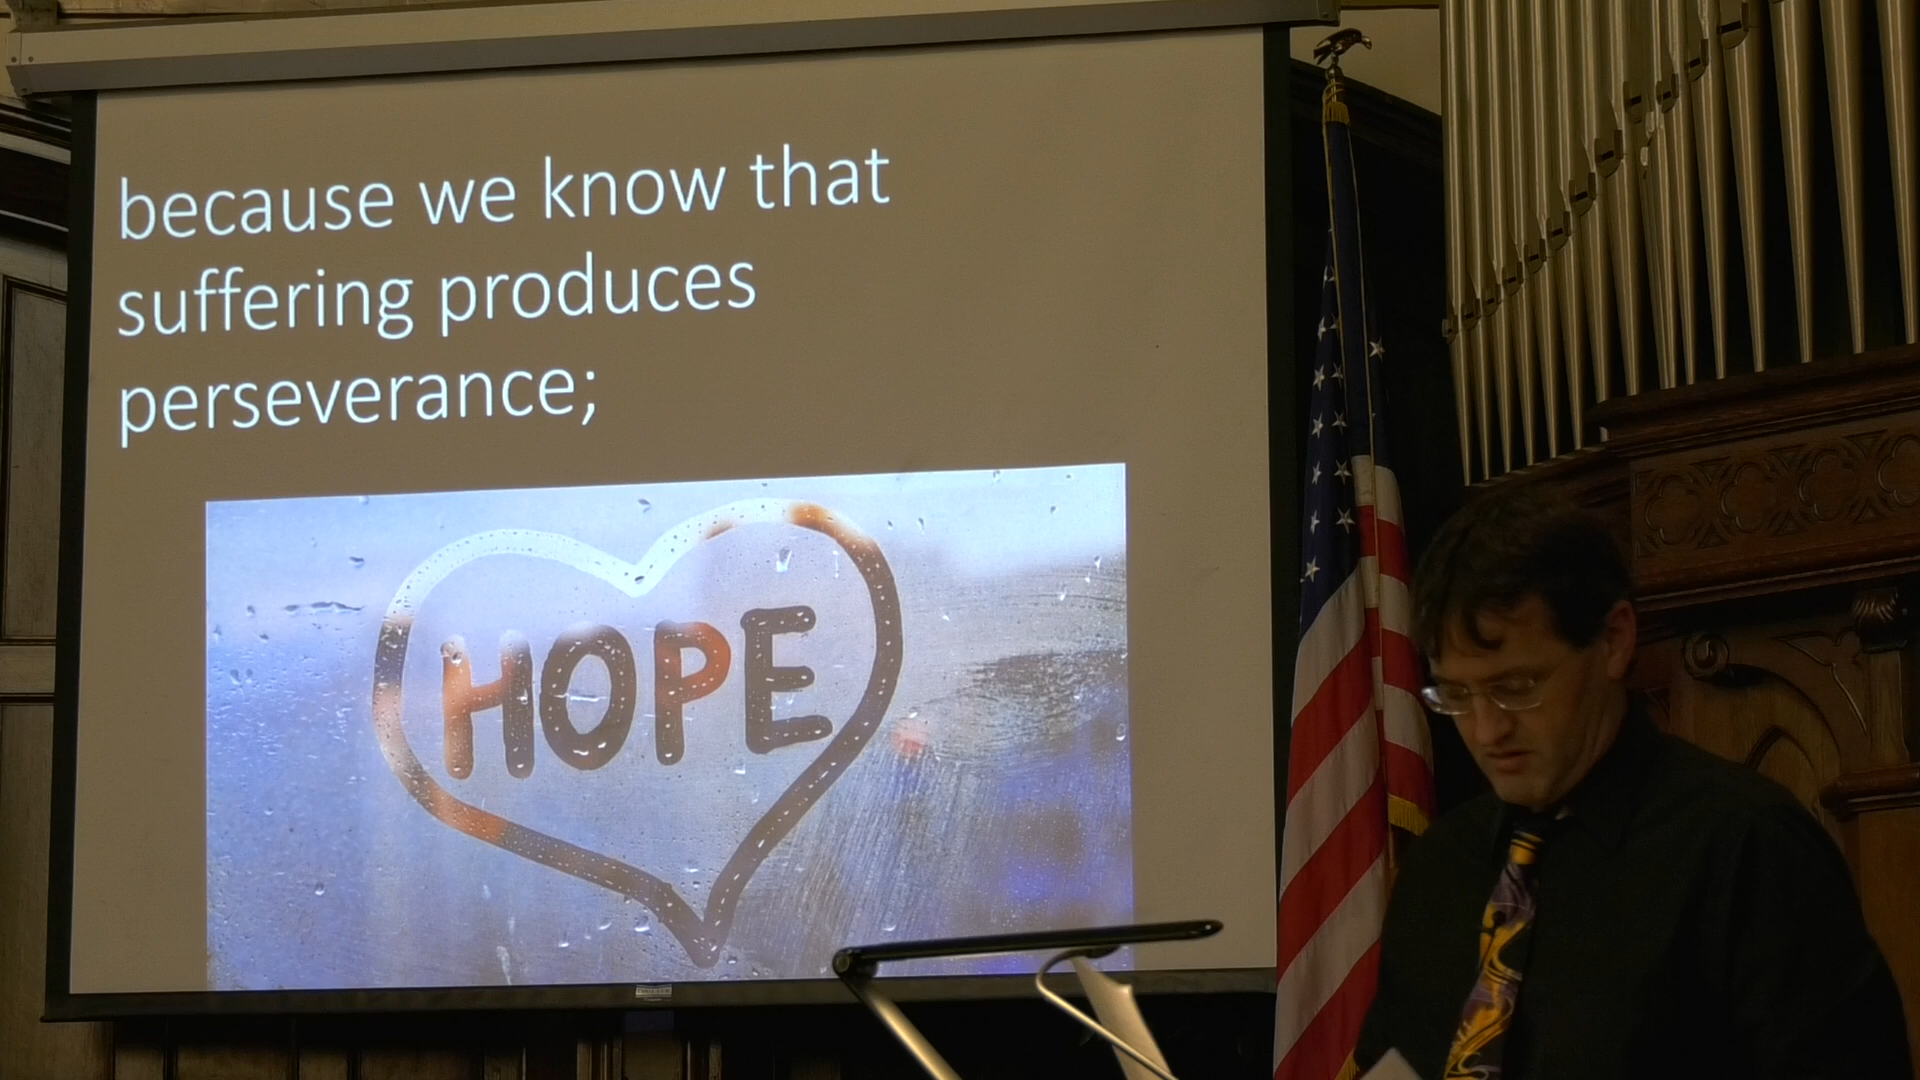 because we know that
suffering produces
perseverance;
HOPE